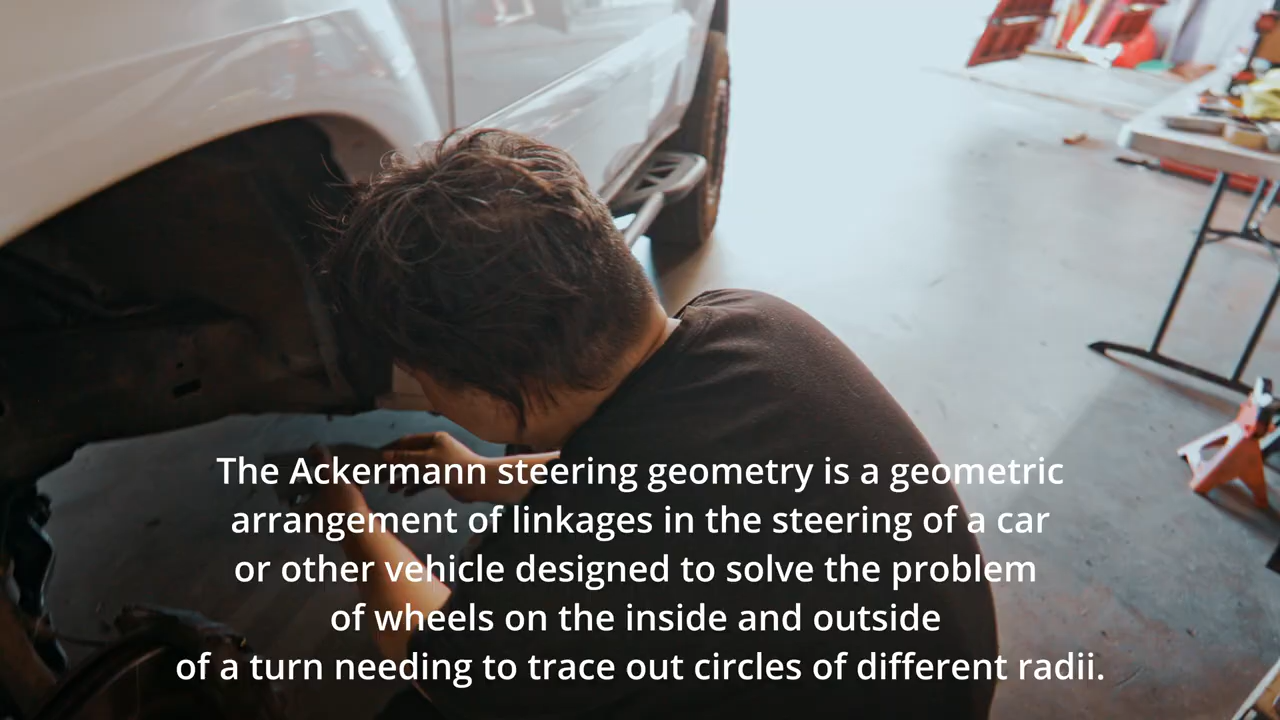 The Ackermann steering geometry is a geometric
arrangement of linkages in the steering of a car
or other vehicle designed to solve the problem
of wheels on the inside and outside
of a turn needing to trace out circles of different radii.